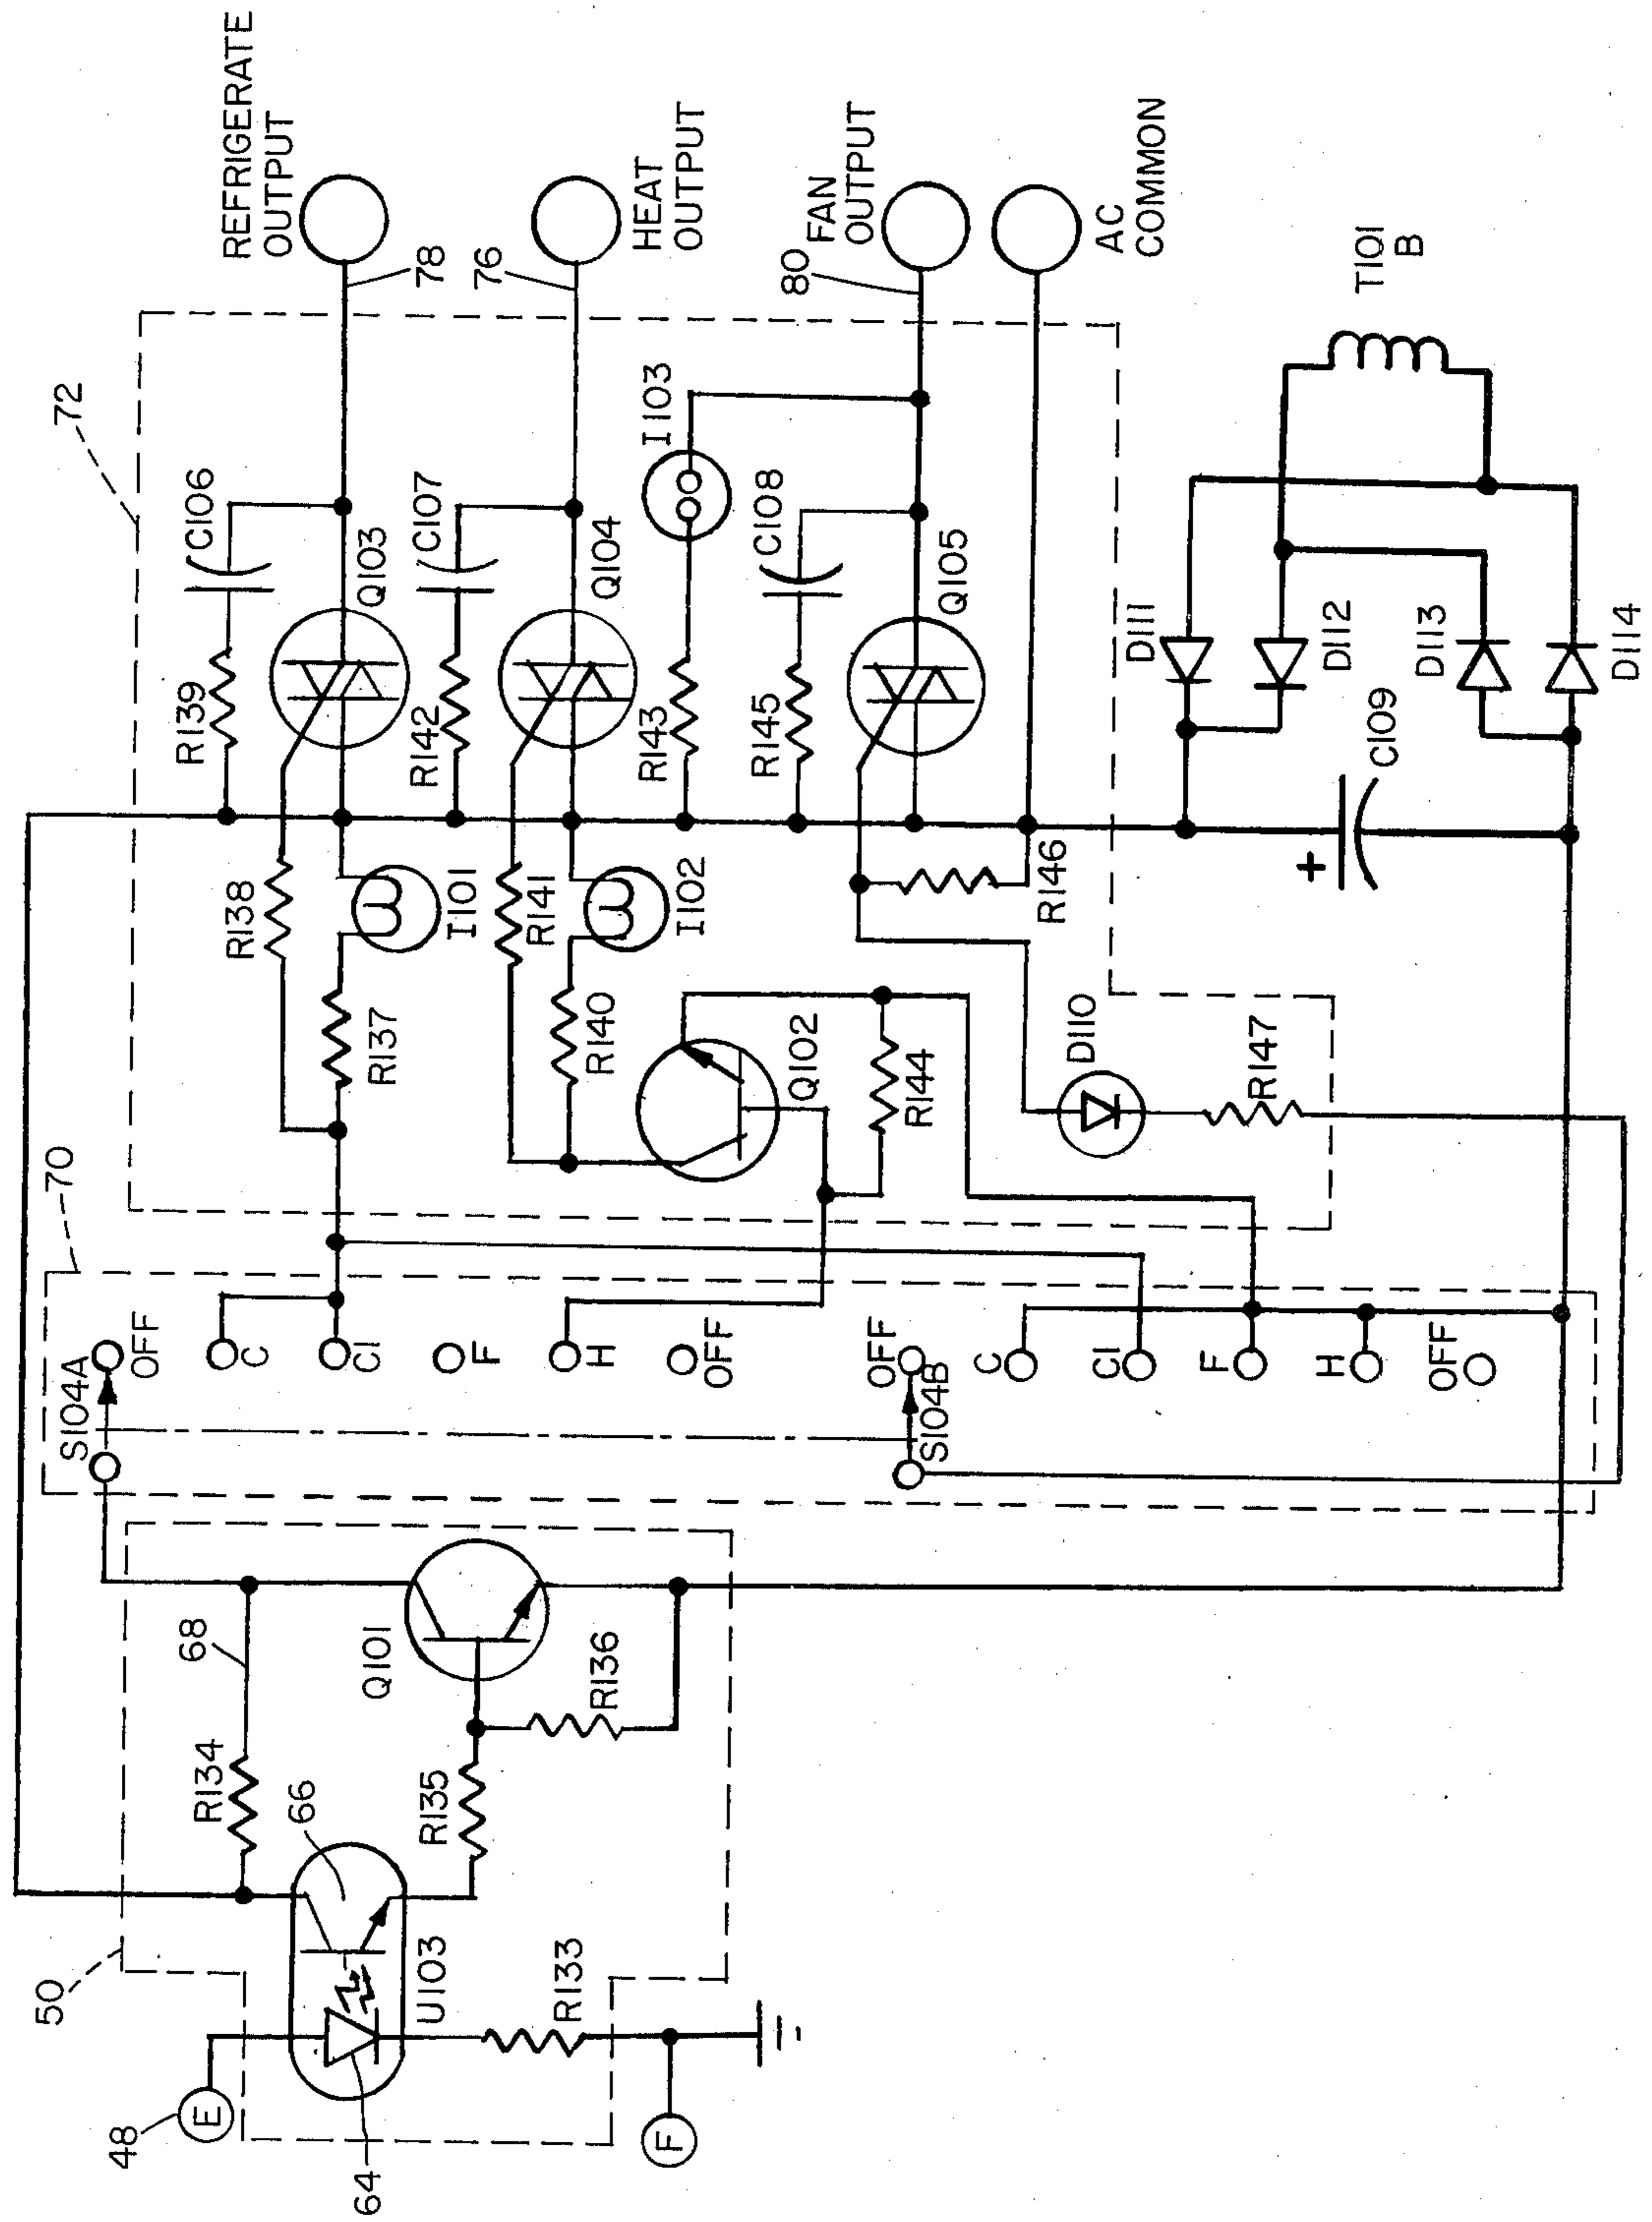 REFRIGERATE
OUTPUT
78
HEAT
OUTPUT
76
FAN
OUTPUT
80
AC
COMMON
T101
B
72
C106
R139
Q103
C107
R142
Q104
I103
R143
C108
R145
Q105
D111
D112
D113
D114
C109
+
R138
I101
R137
R141
I102
R140
Q102
R144
R146
D110
R147
70
S104A
OFF
C
C1
F
H
OFF
OFF
S104B
C
C1
F
H
OFF
68
Q101
R136
R134
66
R135
50
U103
R133
48
E
64
F